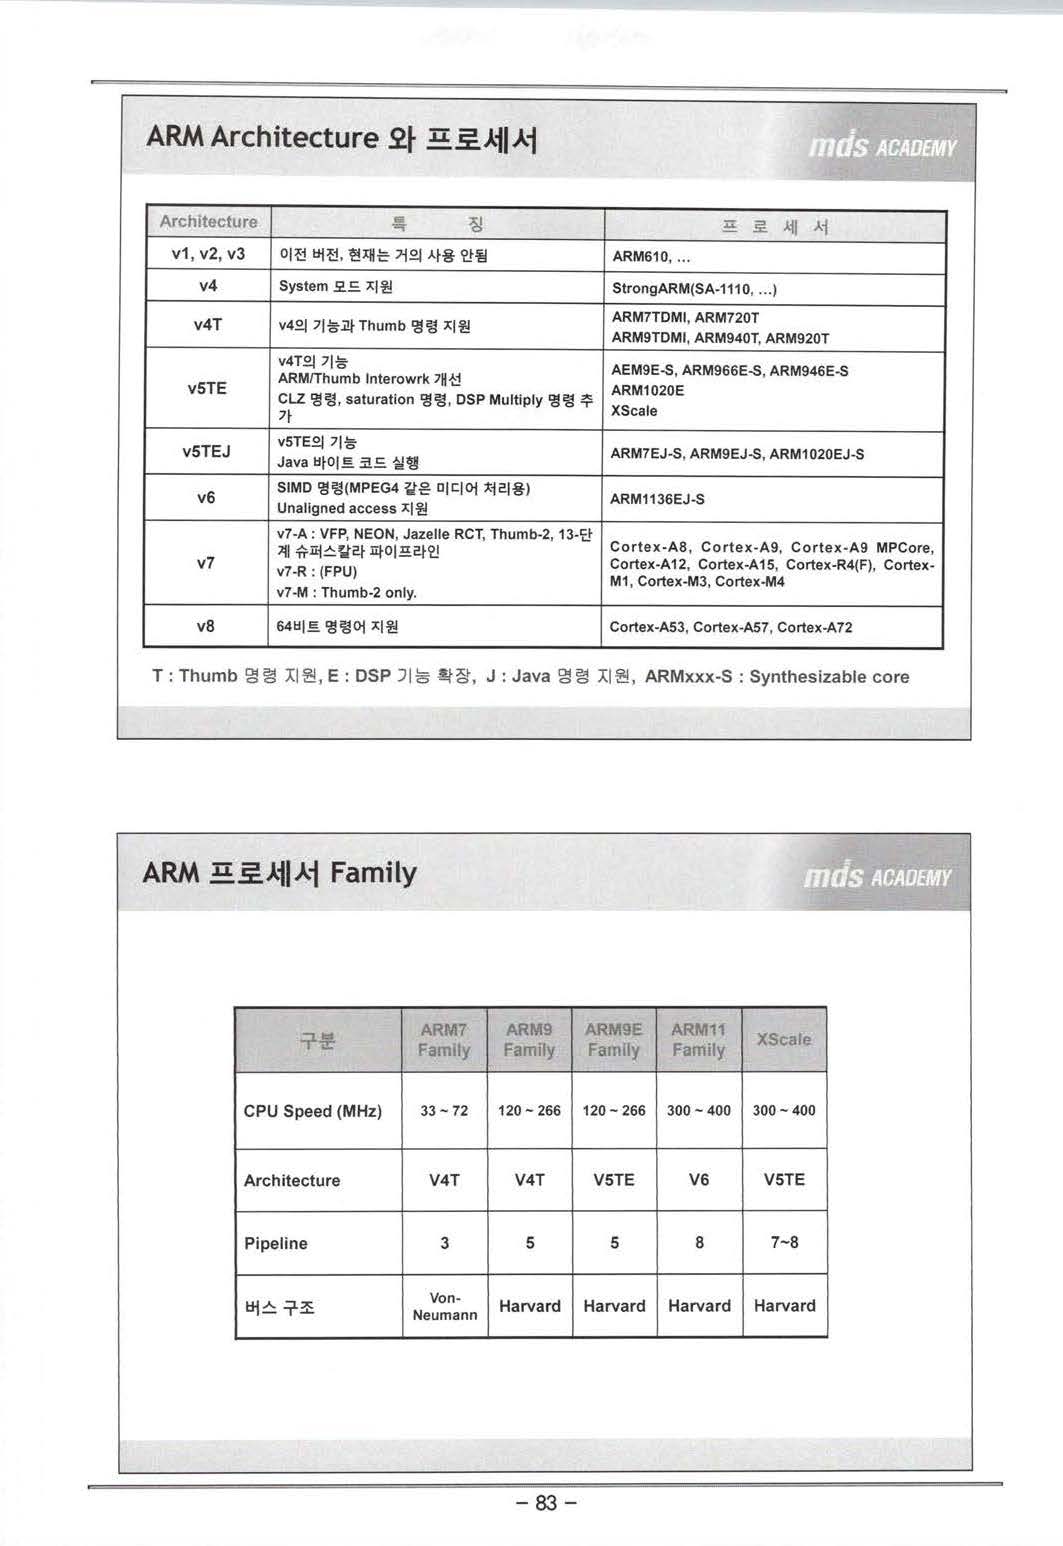 ARM Architecture 와 프로세서
mds ACADEMY
Architecture 특 징 프 로 세 서
v1, v2, v3 이전 버전, 현재는 거의 사용 안됨 ARM610, ...
v4 System 모드 지원 StrongARM(SA-1110, ...)
v4T v4의 기능과 Thumb 명령 지원 ARM7TDMI, ARM720T
ARM9TDMI, ARM940T, ARM920T
v5TE v4T의 기능
ARM/Thumb Interowrk 개선
CLZ 명령, saturation 명령, DSP Multiply 명령 추
가
AEM9E-S, ARM966E-S, ARM946E-S
ARM1020E
XScale
v5TEJ v5TE의 기능
Java 바이트 코드 실행
ARM7EJ-S, ARM9EJ-S, ARM1020EJ-S
v6 SIMD 명령(MPEG4 같은 미디어 처리용)
Unaligned access 지원
ARM1136EJ-S
v7 v7-A : VFP, NEON, Jazelle RCT, Thumb-2, 13-단
계 슈퍼스칼라 파이프라인
v7-R : (FPU)
v7-M : Thumb-2 only.
Cortex-A8, Cortex-A9, Cortex-A9 MPCore,
Cortex-A12, Cortex-A15, Cortex-R4(F), Cortex-
M1, Cortex-M3, Cortex-M4
v8 64비트 명령어 지원 Cortex-A53, Cortex-A57, Cortex-A72
T : Thumb 명령 지원, E : DSP 기능 확장, J : Java 명령 지원, ARMxxx-S : Synthesizable core
ARM 프로세서 Family
mds ACADEMY
구분 ARM7 Family ARM9 Family ARM9E Family ARM11 Family XScale
CPU Speed (MHz) 33 ~ 72 120 ~ 266 120 ~ 266 300 ~ 400 300 ~ 400
Architecture V4T V4T V5TE V6 V5TE
Pipeline 3 5 5 8 7~8
버스 구조 Von-Neumann Harvard Harvard Harvard Harvard
- 83 -